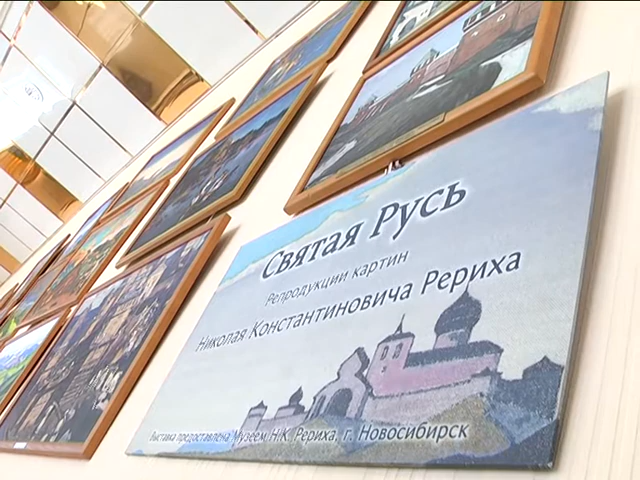 Святая Русь
Репродукции картин
Николая Константиновича Рериха
Выставка предоставлена Музеем Н.К. Рериха, г. Новосибирск